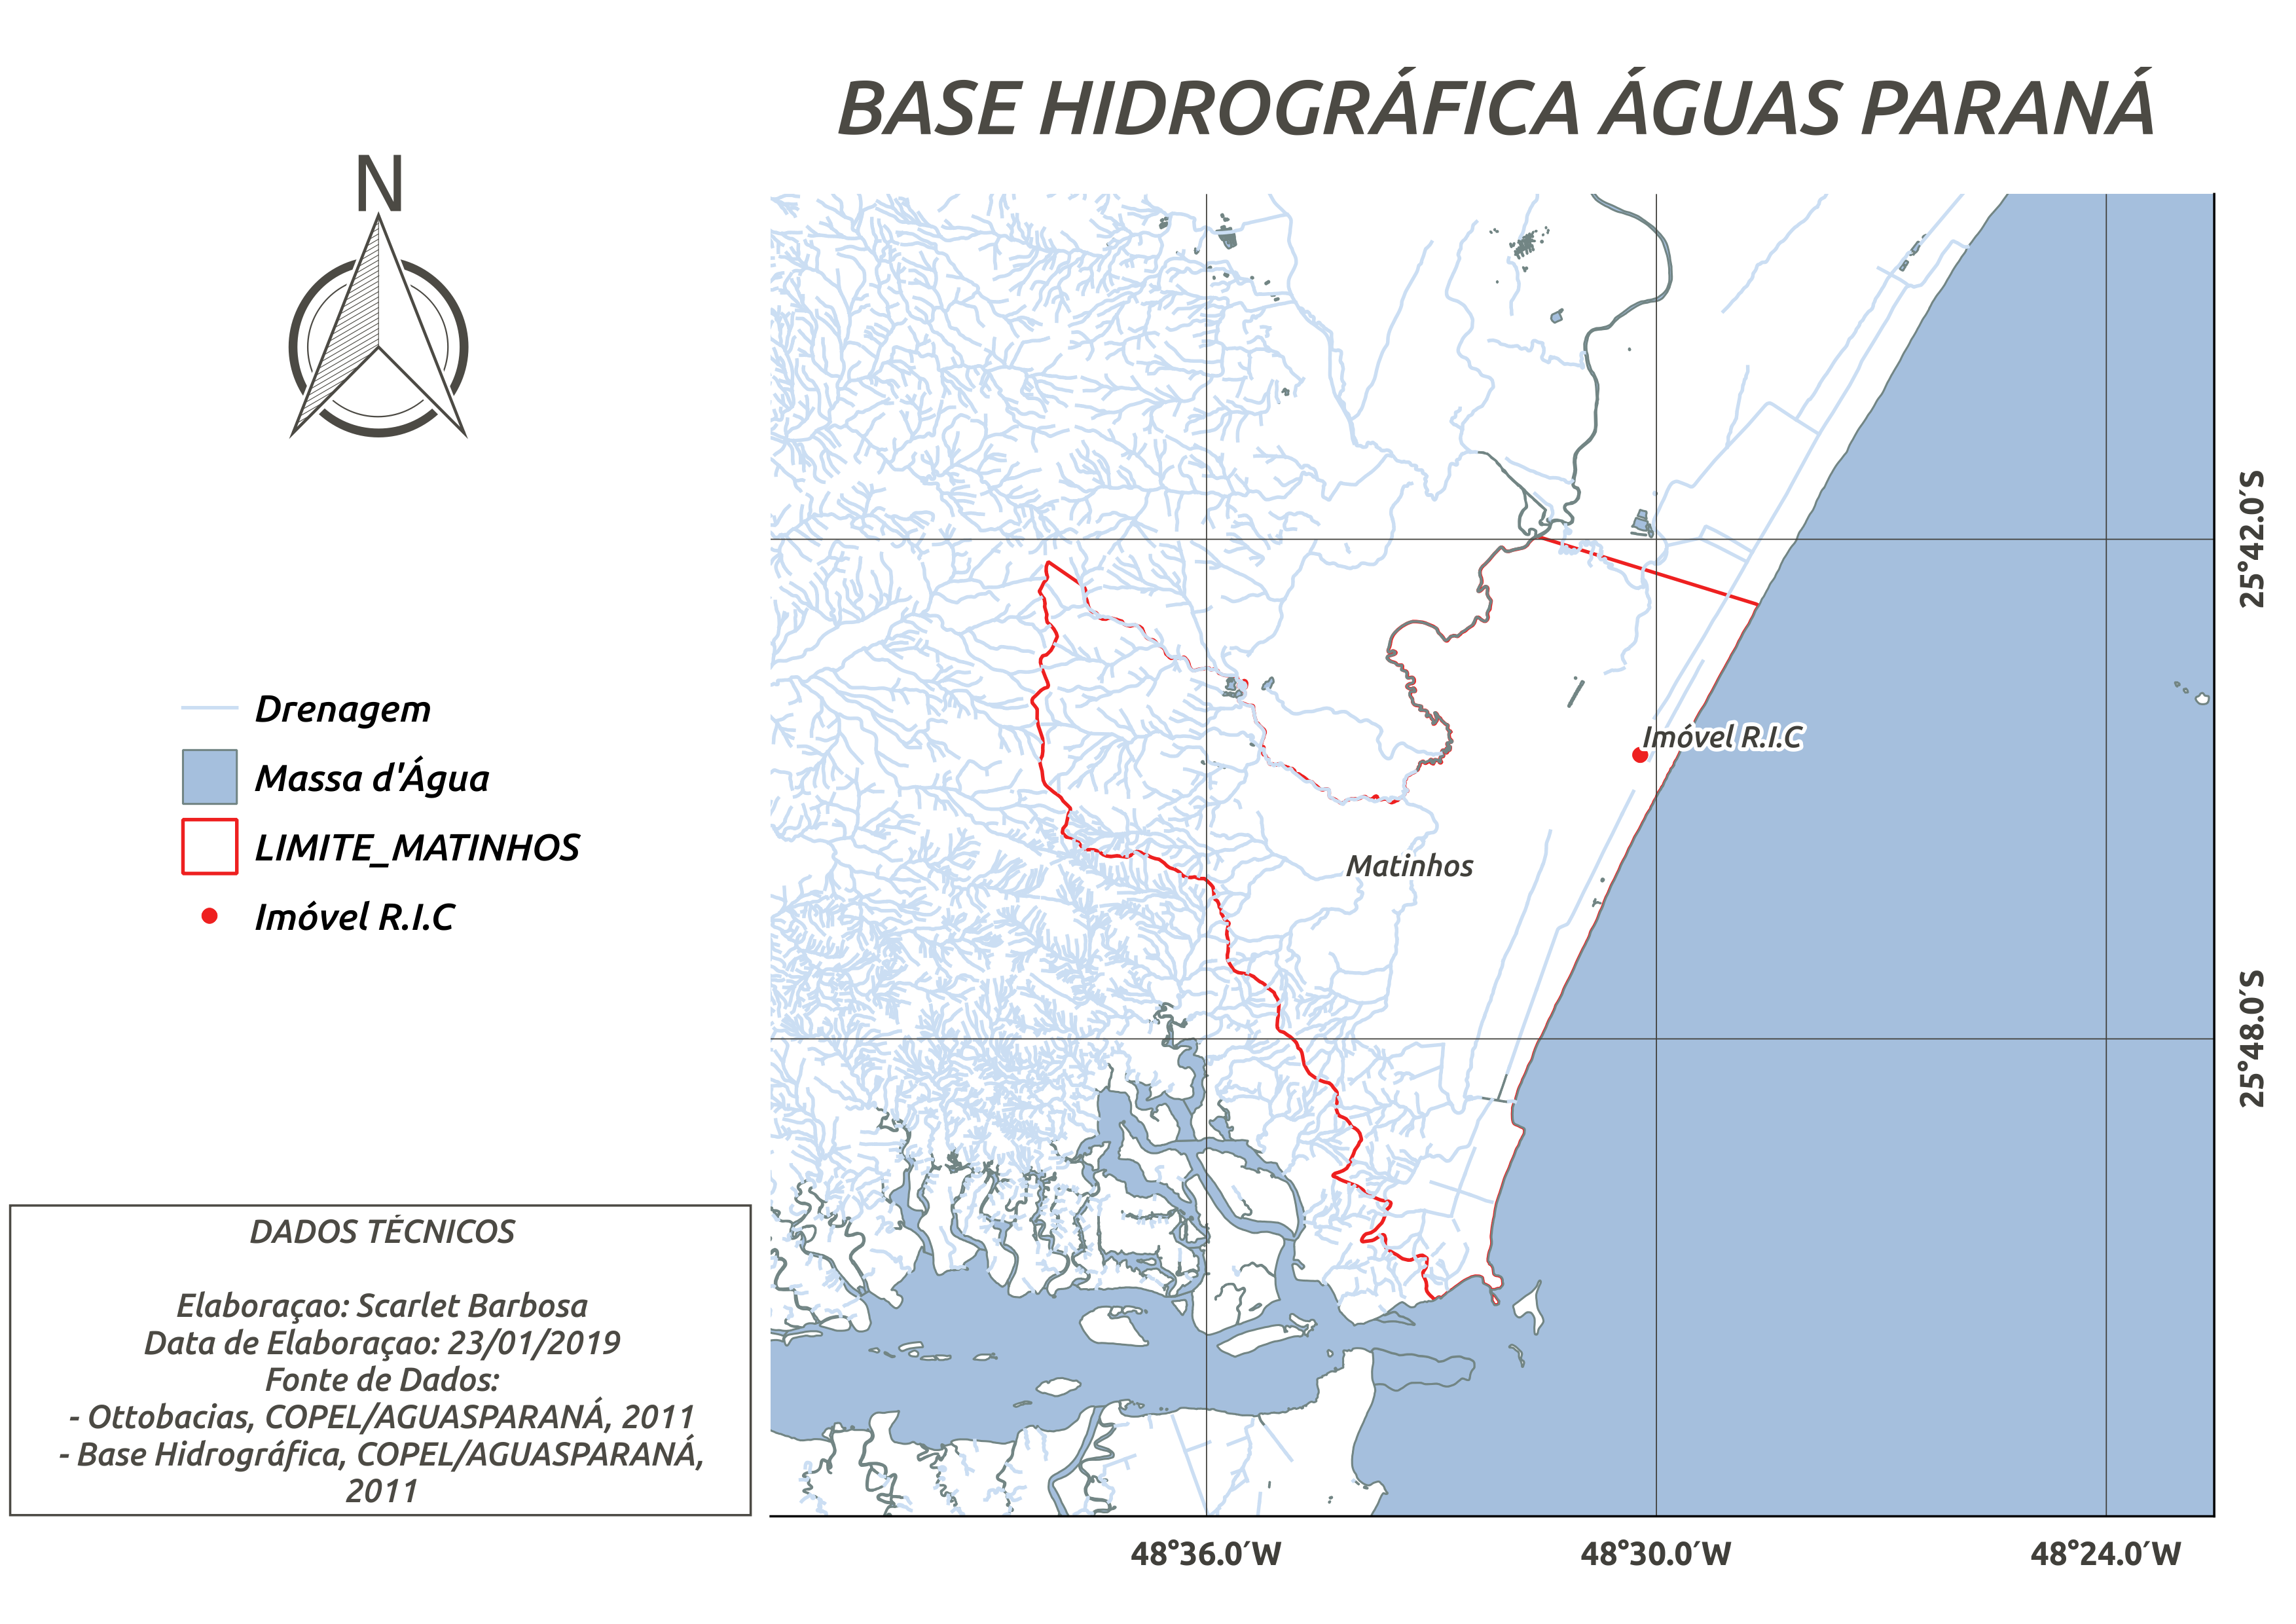 BASE HIDROGRÁFICA ÁGUAS PARANÁ
N
25°42.0′S
Imóvel R.I.C
Matinhos
25°48.0′S
48°36.0′W
48°30.0′W
48°24.0′W
Drenagem
Massa d'Água
LIMITE_MATINHOS
Imóvel R.I.C
DADOS TÉCNICOS
Elaboraçao: Scarlet Barbosa
Data de Elaboraçao: 23/01/2019
Fonte de Dados:
- Ottobacias, COPEL/AGUASPARANÁ, 2011
- Base Hidrográfica, COPEL/AGUASPARANÁ,
2011